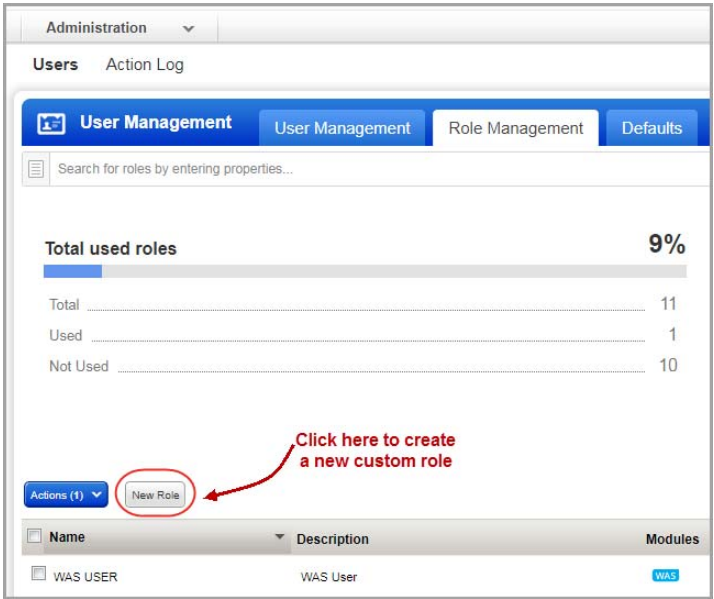 Administration
Users Action Log
User Management User Management Role Management Defaults
Search for roles by entering properties...
Total used roles 9%
Total 11
Used 1
Not Used 10
Click here to create
a new custom role
Actions (1) New Role
Name Description Modules
WAS USER WAS User WAS